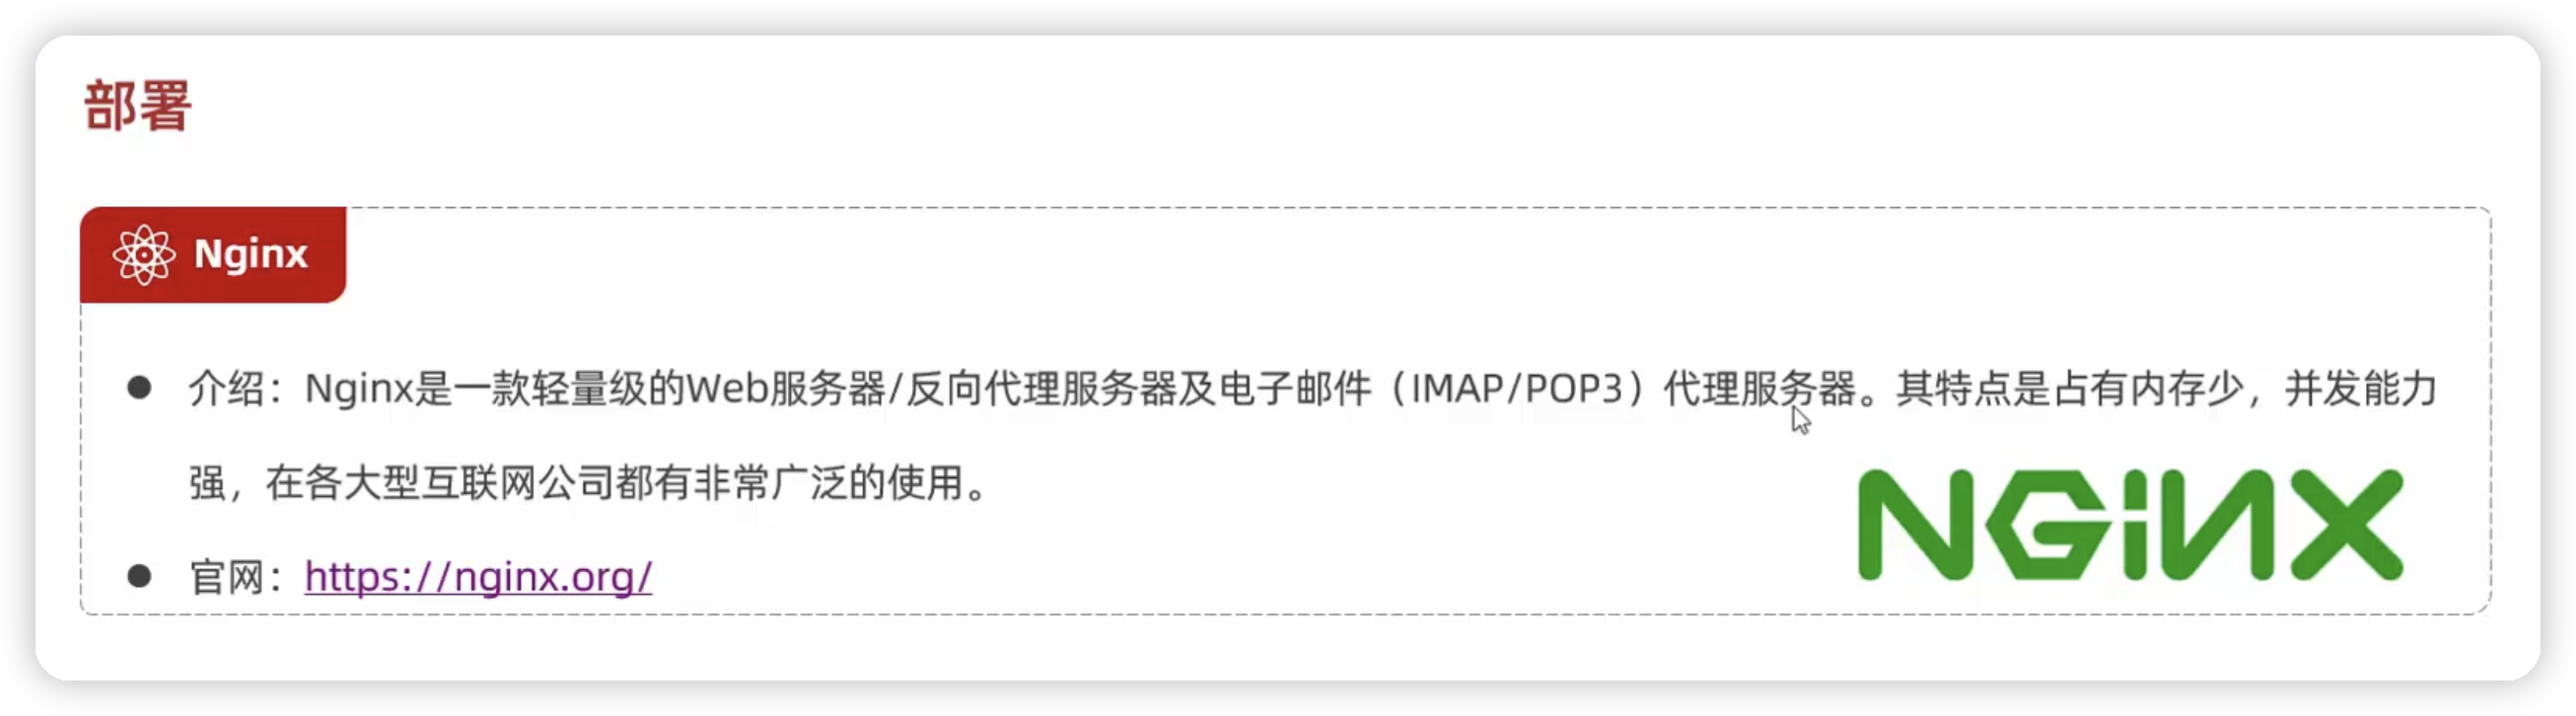 部署
Nginx
● 介绍：Nginx是一款轻量级的Web服务器/反向代理服务器及电子邮件（IMAP/POP3）代理服务器。其特点是占有内存少，并发能力
强，在各大型互联网公司都有非常广泛的使用。
NGiNX
● 官网：https://nginx.org/